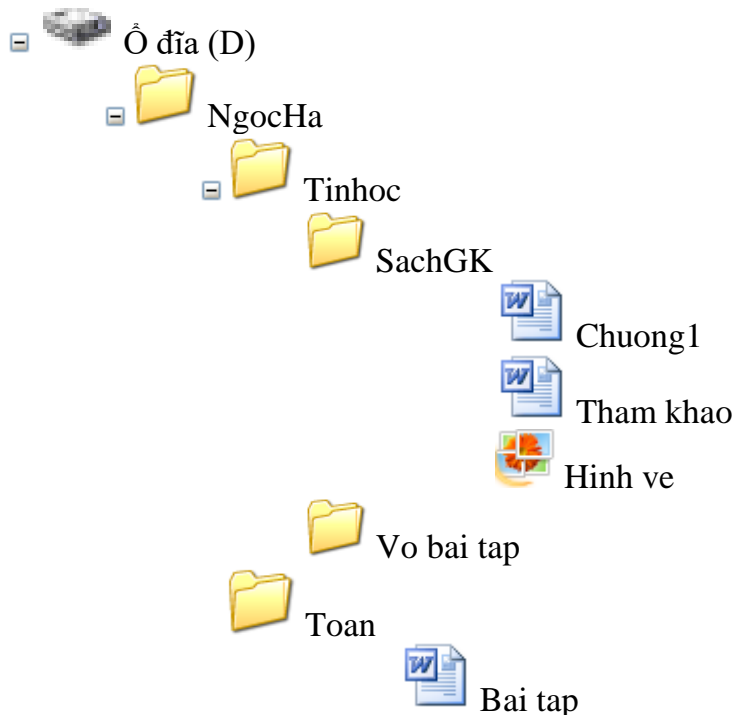 Ổ đĩa (D)
NgocHa
Tinhoc
SachGK
Chuong1
Tham khao
Hinh ve
Vo bai tap
Toan
Bai tap